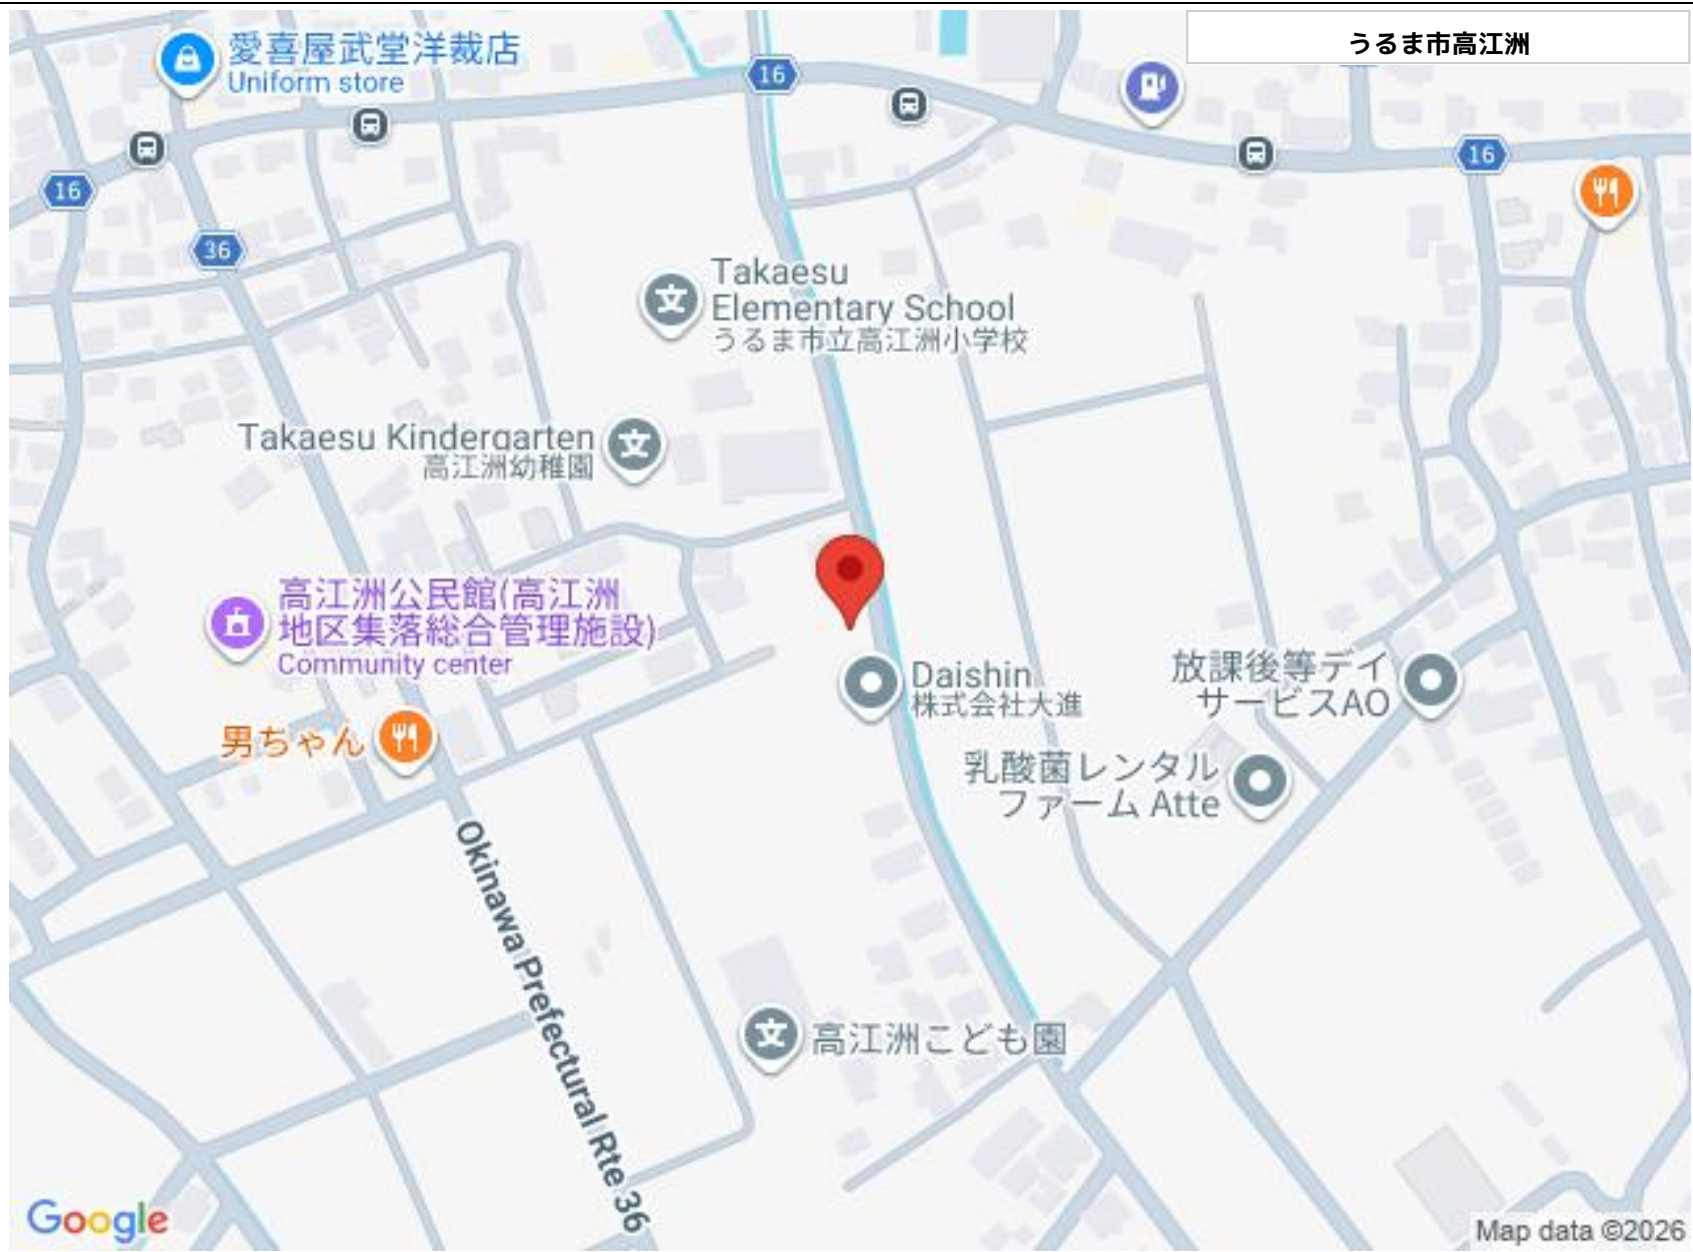 うるま市高江洲
愛喜屋武堂洋裁店
Uniform store
16
16
16
36
Takaesu
Elementary School
うるま市立高江洲小学校
Takaesu Kindergarten
高江洲幼稚園
高江洲公民館(高江洲
地区集落総合管理施設)
Community center
Daishin
株式会社大進
放課後等デイ
サービスAO
男ちゃん
乳酸菌レンタル
ファーム Atte
Okinawa Prefectural Rte 36
高江洲こども園
Google
Map data ©2026